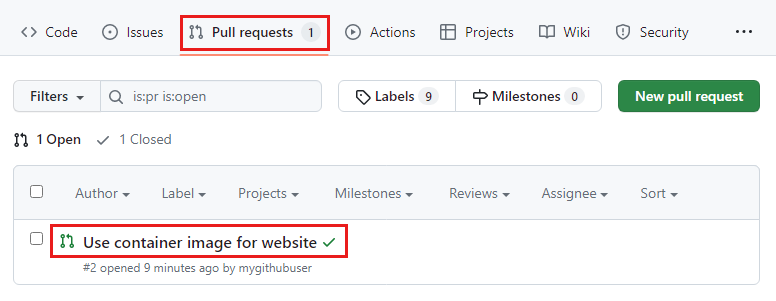 Code Issues Pull requests 1 Actions Projects Wiki Security
Filters is:pr is:open Labels 9 Milestones 0 New pull request
1 Open 1 Closed
Author Label Projects Milestones Reviews Assignee Sort
Use container image for website
#2 opened 9 minutes ago by mygithubuser